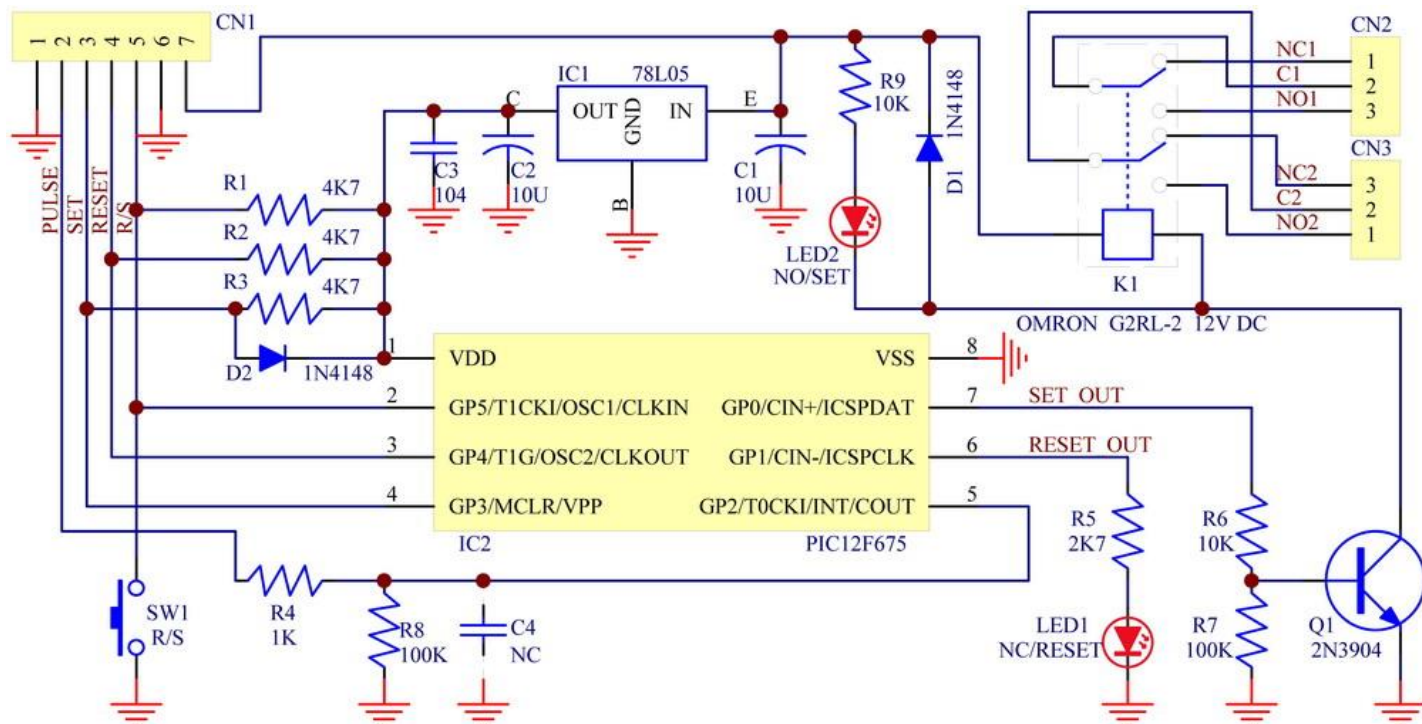 CN1
1 2 3 4 5 6 7
PULSE
SET
RESET
R/S
R1 4K7
R2 4K7
R3 4K7
D2 1N4148
C3
104
C2
10U
IC1 78L05
C OUT GND IN E
B
C1
10U
R9
10K
LED2
NO/SET
1N4148
D1
K1
OMRON G2RL-2 12V DC
CN2
NC1 1
C1 2
NO1 3
CN3
NC2 3
C2 2
NO2 1
1 VDD VSS 8
2 GP5/T1CKI/OSC1/CLKIN GP0/CIN+/ICSPDAT 7 SET OUT
3 GP4/T1G/OSC2/CLKOUT GP1/CIN-/ICSPCLK 6 RESET OUT
4 GP3/MCLR/VPP GP2/T0CKI/INT/COUT 5
IC2 PIC12F675
SW1
R/S
R4
1K
R8
100K
C4
NC
R5
2K7
LED1
NC/RESET
R6
10K
R7
100K
Q1
2N3904